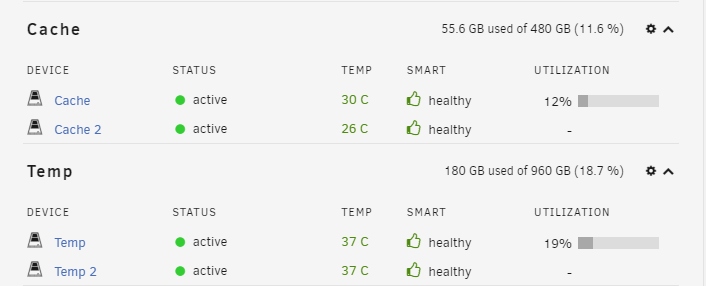 Cache 55.6 GB used of 480 GB (11.6 %)
DEVICE STATUS TEMP SMART UTILIZATION
Cache active 30 C healthy 12%
Cache 2 active 26 C healthy -
Temp 180 GB used of 960 GB (18.7 %)
DEVICE STATUS TEMP SMART UTILIZATION
Temp active 37 C healthy 19%
Temp 2 active 37 C healthy -